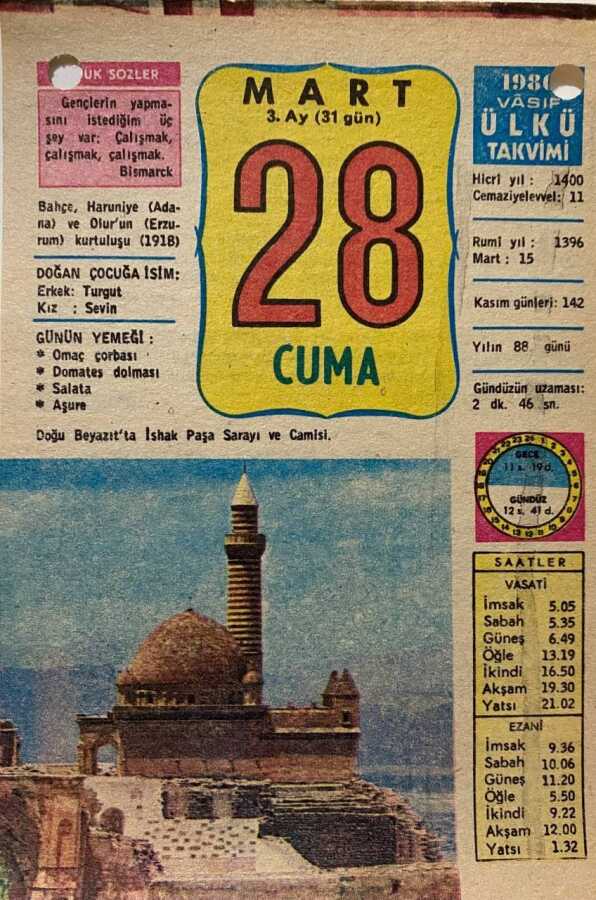 UK SÖZLER
Gençlerin yapma-
sını istediğim üç
şey var: Çalışmak,
çalışmak, çalışmak.
Bismarck
Bahçe, Haruniye (Ada-
na) ve Olur'un (Erzu-
rum) kurtuluşu (1918)
DOĞAN ÇOCUĞA İSİM:
Erkek: Turgut
Kız : Sevin
GÜNÜN YEMEĞİ :
* Omaç çorbası
* Domates dolması
* Salata
* Aşure
MART
3. Ay (31 gün)
28
CUMA
198
VÂSIF
ÜLKÜ
TAKVİMİ
Hicrî yıl : 1400
Cemaziyelevvel: 11
Rumî yıl : 1396
Mart : 15
Kasım günleri: 142
Yılın 88 günü
Gündüzün uzaması:
2 dk. 46 sn.
Doğu Beyazıt'ta İshak Paşa Sarayı ve Camisi.
GECE
11 s. 19 d.
GÜNDÜZ
12 s. 41 d.
SAATLER
VASATİ
İmsak 5.05
Sabah 5.35
Güneş 6.49
Öğle 13.19
İkindi 16.50
Akşam 19.30
Yatsı 21.02
EZANİ
İmsak 9.36
Sabah 10.06
Güneş 11.20
Öğle 5.50
İkindi 9.22
Akşam 12.00
Yatsı 1.32